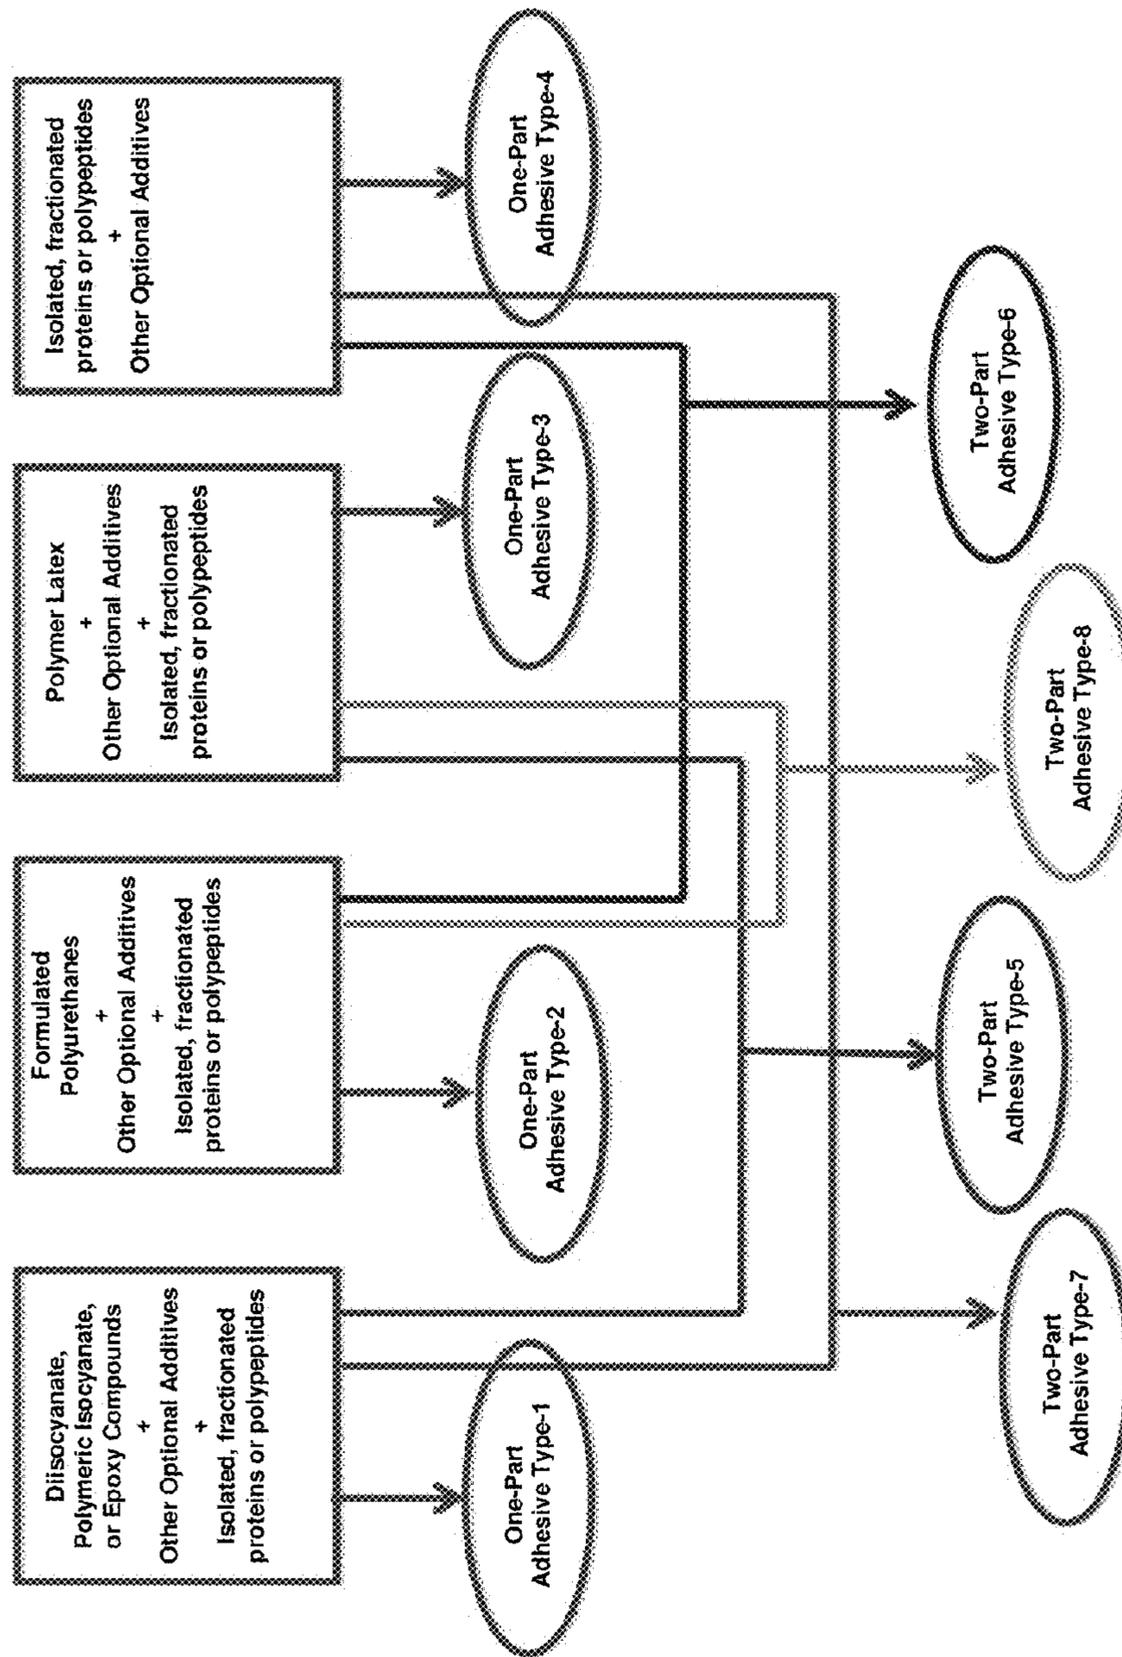 Diisocyanate,
Polymeric Isocyanate,
or Epoxy Compounds
+
Other Optional Additives
+
Isolated, fractionated
proteins or polypeptides
Formulated
Polyurethanes
+
Other Optional Additives
+
Isolated, fractionated
proteins or polypeptides
Polymer Latex
+
Other Optional Additives
+
Isolated, fractionated
proteins or polypeptides
Isolated, fractionated
proteins or polypeptides
+
Other Optional Additives
One-Part
Adhesive Type-1
One-Part
Adhesive Type-2
One-Part
Adhesive Type-3
One-Part
Adhesive Type-4
Two-Part
Adhesive Type-7
Two-Part
Adhesive Type-5
Two-Part
Adhesive Type-8
Two-Part
Adhesive Type-6